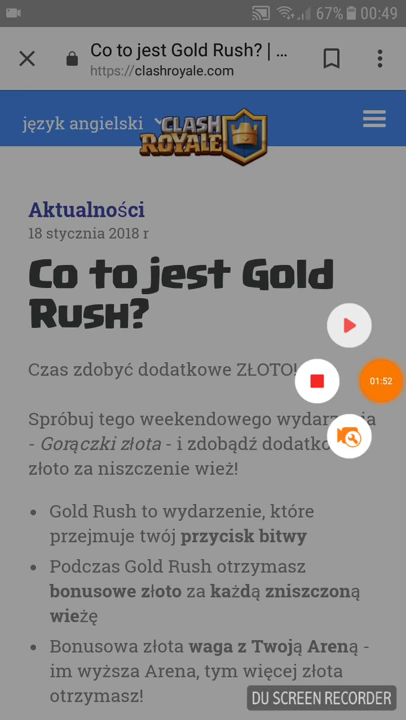 67% 00:49
Co to jest Gold Rush? | ...
https://clashroyale.com
język angielski
CLASH
ROYALE
Aktualności
18 stycznia 2018 r
Co to jest Gold
Rush?
Czas zdobyć dodatkowe ZŁOTO!
Spróbuj tego weekendowego
- Gorączki złota - i zdobądź
złoto za niszczenie wież!
01:52
• Gold Rush to wydarzenie, które
przejmuje twój przycisk bitwy
• Podczas Gold Rush otrzymasz
bonusowe złoto za każdą zniszczoną
wieżę
• Bonusowa złota waga z Twoją Areną -
im wyższa Arena, tym więcej złota
otrzymasz!
DU SCREEN RECORDER